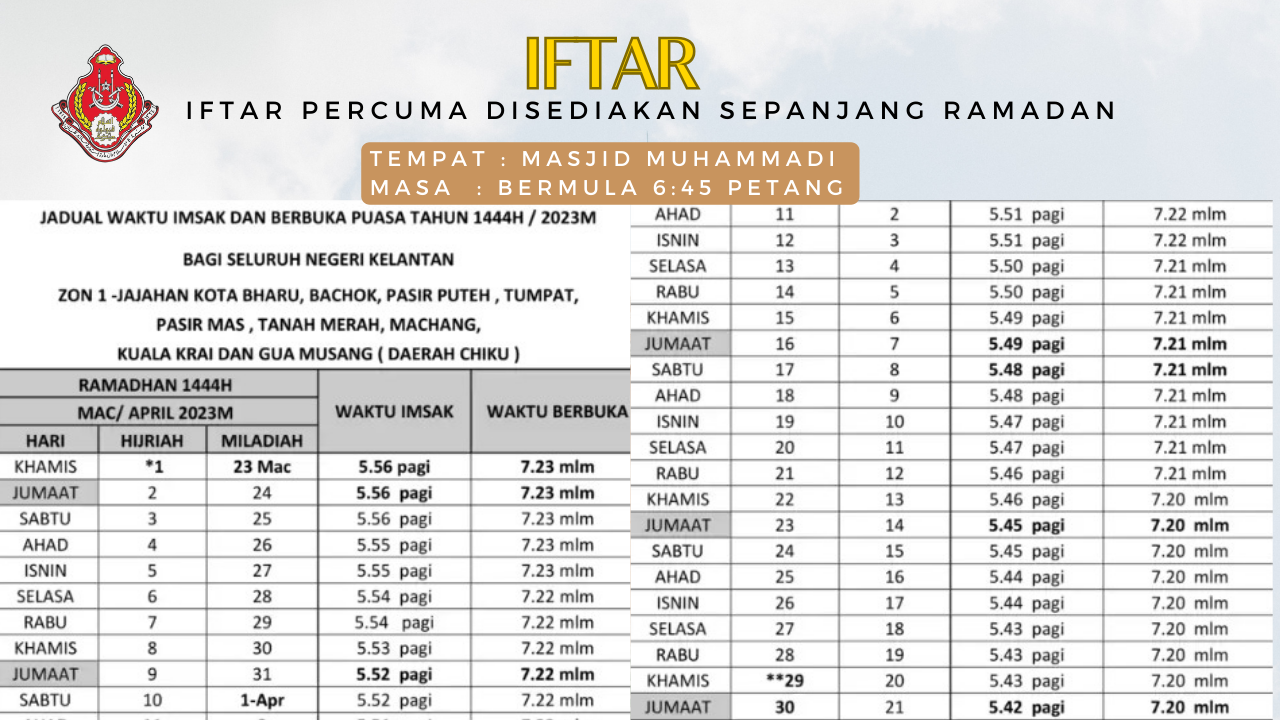 IFTAR
IFTAR PERCUMA DISEDIAKAN SEPANJANG RAMADAN
TEMPAT : MASJID MUHAMMADI
MASA : BERMULA 6:45 PETANG
JADUAL WAKTU IMSAK DAN BERBUKA PUASA TAHUN 1444H / 2023M
BAGI SELURUH NEGERI KELANTAN
ZON 1 -JAJAHAN KOTA BHARU, BACHOK, PASIR PUTEH , TUMPAT,
PASIR MAS , TANAH MERAH, MACHANG,
KUALA KRAI DAN GUA MUSANG ( DAERAH CHIKU )
RAMADHAN 1444H
MAC/ APRIL 2023M
HARI HIJRIAH MILADIAH WAKTU IMSAK WAKTU BERBUKA
KHAMIS *1 23 Mac 5.56 pagi 7.23 mlm
JUMAAT 2 24 5.56 pagi 7.23 mlm
SABTU 3 25 5.56 pagi 7.23 mlm
AHAD 4 26 5.55 pagi 7.23 mlm
ISNIN 5 27 5.55 pagi 7.23 mlm
SELASA 6 28 5.54 pagi 7.22 mlm
RABU 7 29 5.54 pagi 7.22 mlm
KHAMIS 8 30 5.53 pagi 7.22 mlm
JUMAAT 9 31 5.52 pagi 7.22 mlm
SABTU 10 1-Apr 5.52 pagi 7.22 mlm
AHAD 11 2 5.51 pagi 7.22 mlm
ISNIN 12 3 5.51 pagi 7.22 mlm
SELASA 13 4 5.50 pagi 7.21 mlm
RABU 14 5 5.50 pagi 7.21 mlm
KHAMIS 15 6 5.49 pagi 7.21 mlm
JUMAAT 16 7 5.49 pagi 7.21 mlm
SABTU 17 8 5.48 pagi 7.21 mlm
AHAD 18 9 5.48 pagi 7.21 mlm
ISNIN 19 10 5.47 pagi 7.21 mlm
SELASA 20 11 5.47 pagi 7.21 mlm
RABU 21 12 5.46 pagi 7.21 mlm
KHAMIS 22 13 5.46 pagi 7.20 mlm
JUMAAT 23 14 5.45 pagi 7.20 mlm
SABTU 24 15 5.45 pagi 7.20 mlm
AHAD 25 16 5.44 pagi 7.20 mlm
ISNIN 26 17 5.44 pagi 7.20 mlm
SELASA 27 18 5.43 pagi 7.20 mlm
RABU 28 19 5.43 pagi 7.20 mlm
KHAMIS **29 20 5.43 pagi 7.20 mlm
JUMAAT 30 21 5.42 pagi 7.20 mlm